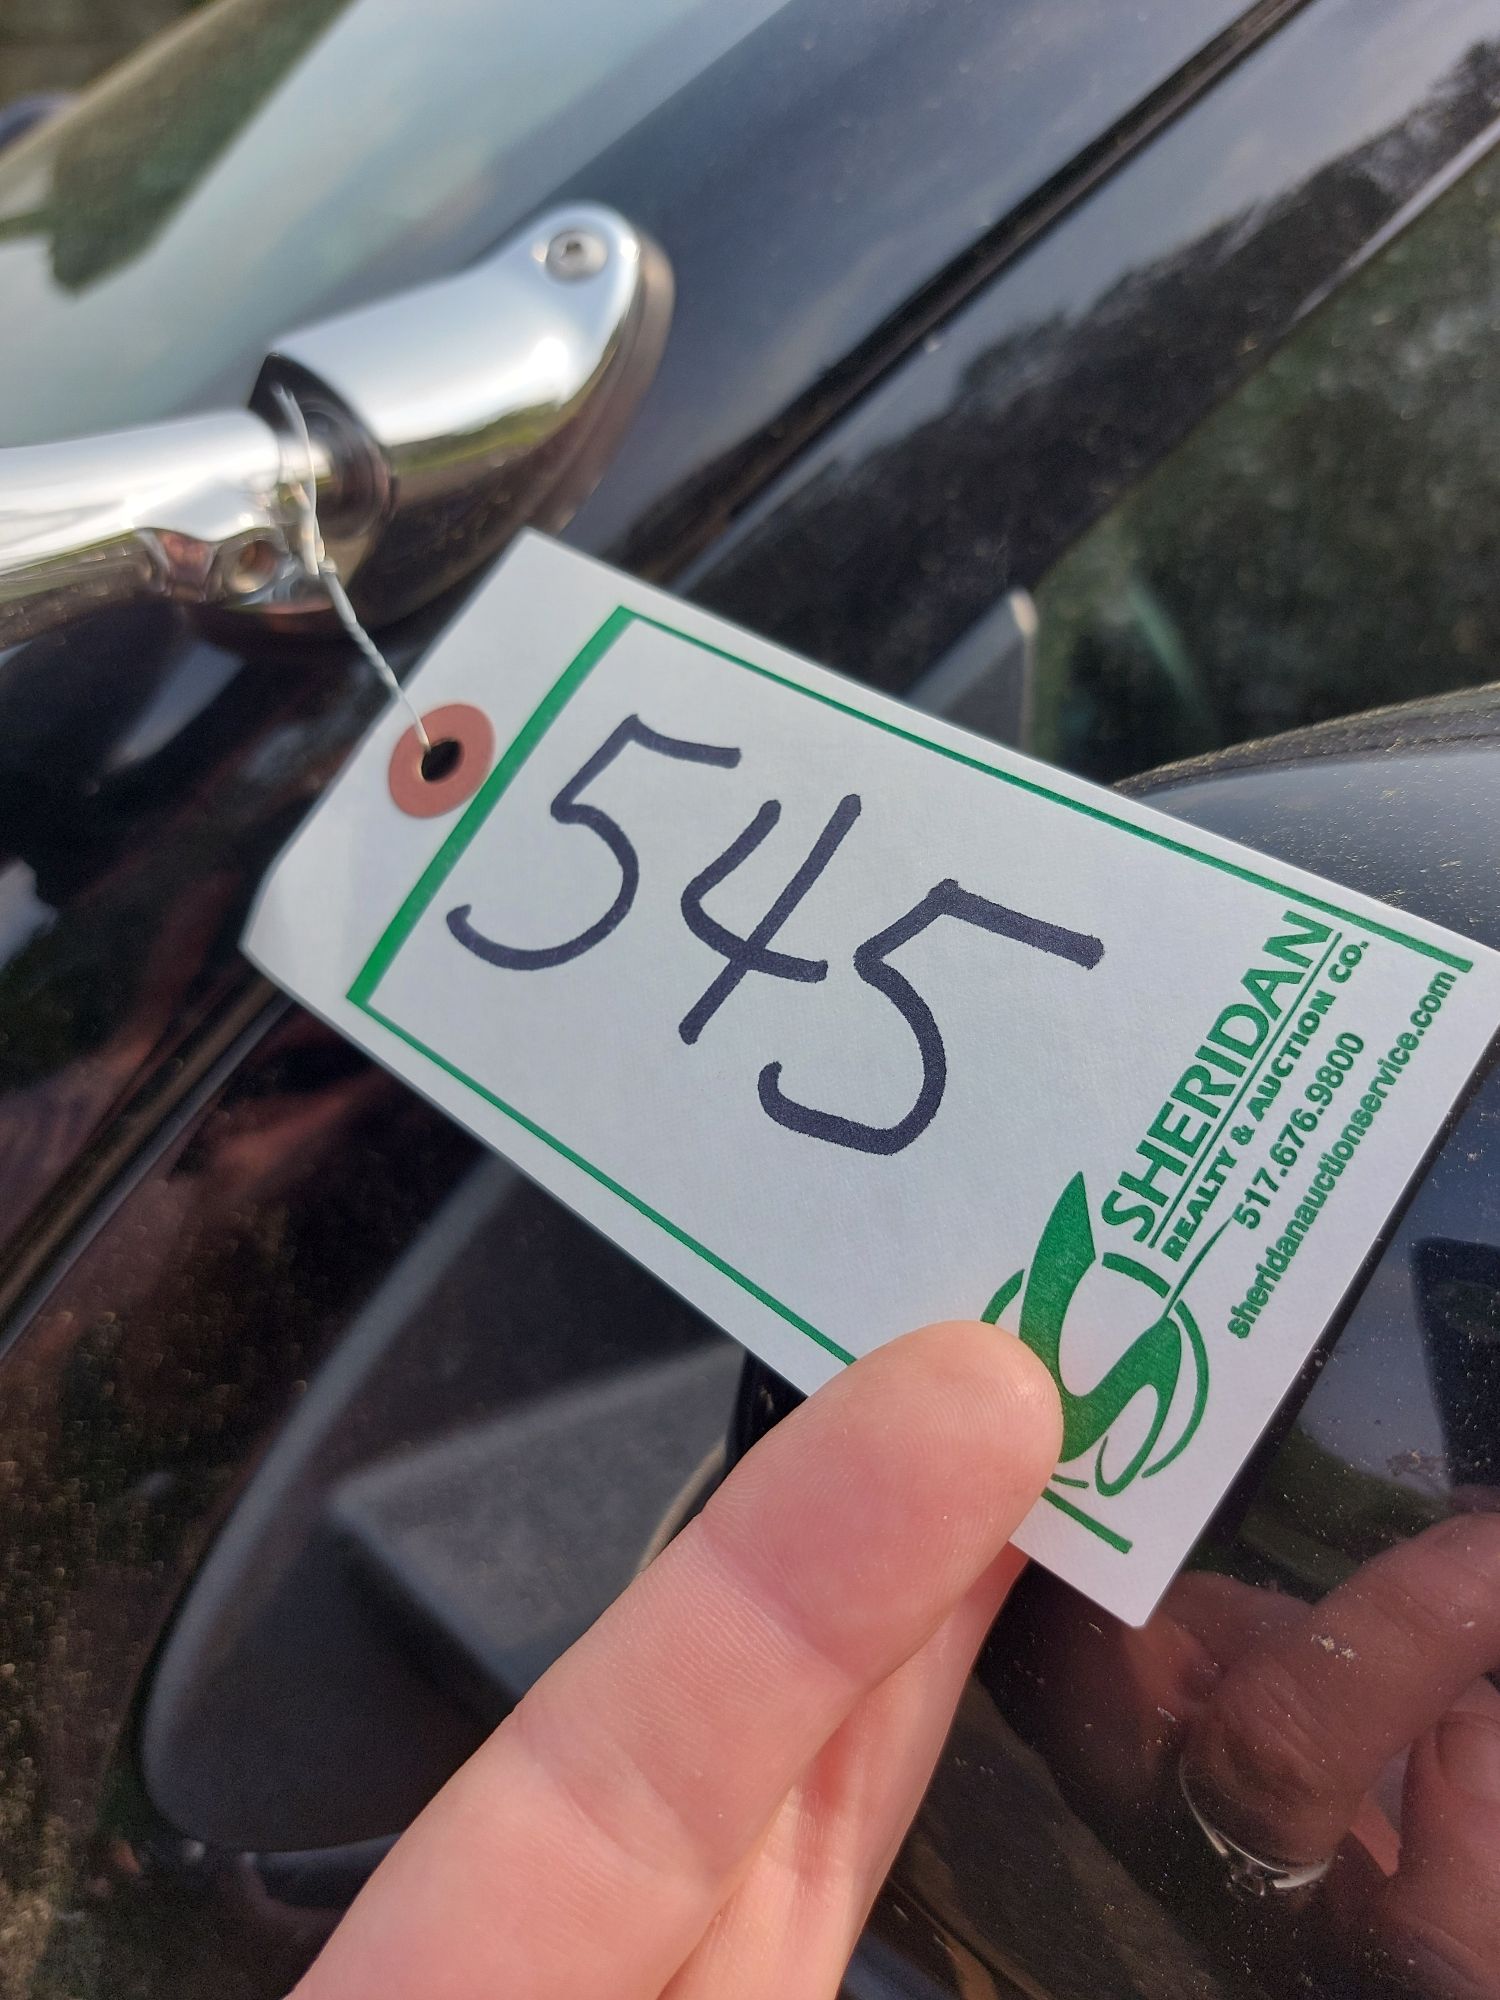 545
SHERIDAN
REALTY & AUCTION CO.
517.676.9800
sheridanauctionservice.com